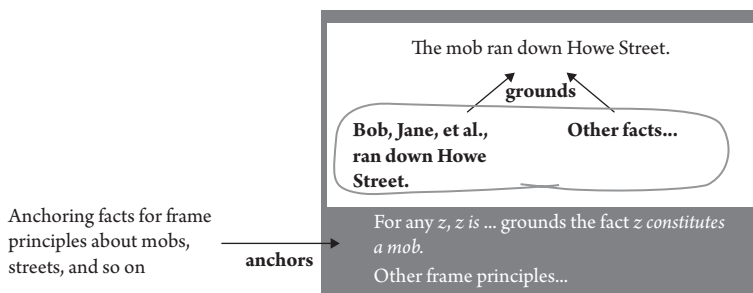 The mob ran down Howe Street.
grounds
Bob, Jane, et al.,
ran down Howe
Street.
Other facts...
Anchoring facts for frame
principles about mobs,
streets, and so on
anchors
For any z, z is ... grounds the fact z constitutes
a mob.
Other frame principles...